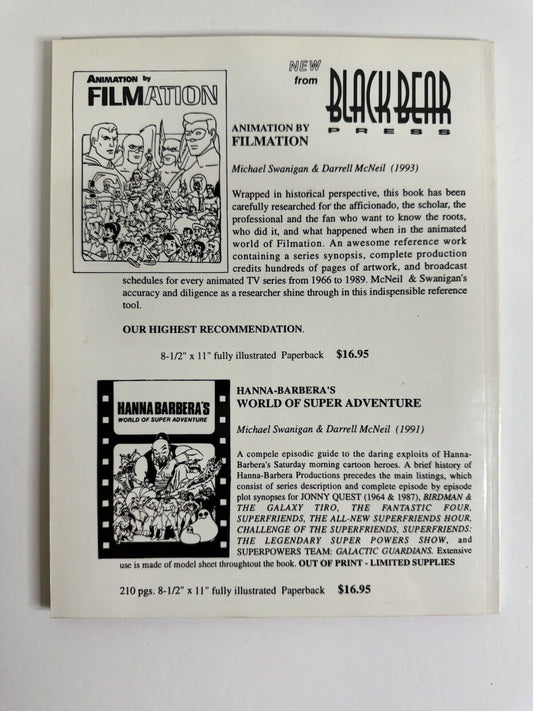 ANIMATION by
FILMATION
NEW
from
BLACK BEAR
PRESS
ANIMATION BY
FILMATION
Michael Swanigan & Darrell McNeil (1993)
Wrapped in historical perspective, this book has been
carefully researched for the afficionado, the scholar, the
professional and the fan who want to know the roots,
who did it, and what happened when in the animated
world of Filmation. An awesome reference work
containing a series synopsis, complete production
credits hundreds of pages of artwork, and broadcast
schedules for every animated TV series from 1966 to 1989. McNeil & Swanigan's
accuracy and diligence as a researcher shine through in this indispensible reference
tool.
OUR HIGHEST RECOMMENDATION.
8-1/2" x 11" fully illustrated Paperback $16.95
HANNA BARBERA'S
WORLD OF SUPER ADVENTURE
HANNA-BARBERA'S
WORLD OF SUPER ADVENTURE
Michael Swanigan & Darrell McNeil (1991)
A compele episodic guide to the daring exploits of Hanna-
Barbera's Saturday morning cartoon heroes. A brief history of
Hanna-Barbera Productions precedes the main listings, which
consist of series description and complete episode by episode
plot synopses for JONNY QUEST (1964 & 1987), BIRDMAN &
THE GALAXY TIRO, THE FANTASTIC FOUR,
SUPERFRIENDS, THE ALL-NEW SUPERFRIENDS HOUR,
CHALLENGE OF THE SUPERFRIENDS, SUPERFRIENDS:
THE LEGENDARY SUPER POWERS SHOW, and
SUPERPOWERS TEAM: GALACTIC GUARDIANS. Extensive
use is made of model sheet throughtout the book. OUT OF PRINT - LIMITED SUPPLIES
210 pgs. 8-1/2" x 11" fully illustrated Paperback $16.95